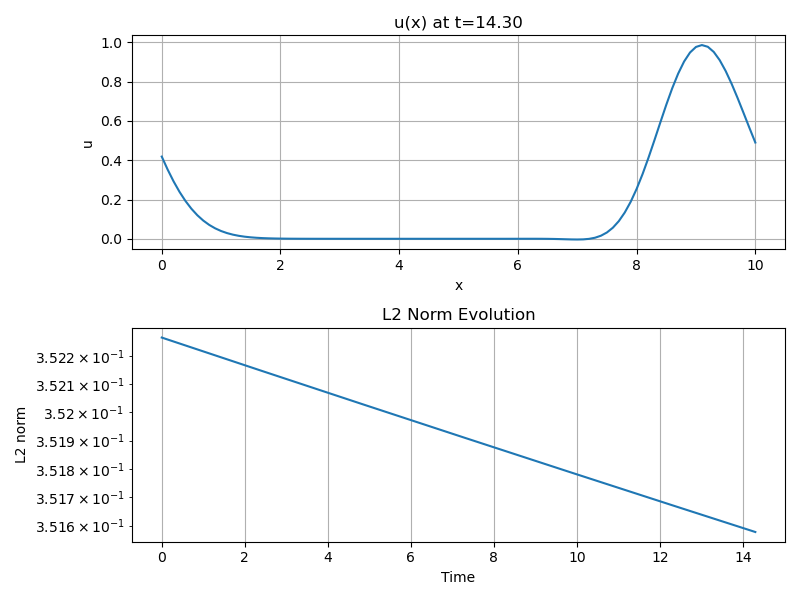 u(x) at t=14.30
u
1.0
0.8
0.6
0.4
0.2
0.0
0 2 4 6 8 10
x
L2 Norm Evolution
L2 norm
3.522 × 10⁻¹
3.521 × 10⁻¹
3.52 × 10⁻¹
3.519 × 10⁻¹
3.518 × 10⁻¹
3.517 × 10⁻¹
3.516 × 10⁻¹
0 2 4 6 8 10 12 14
Time